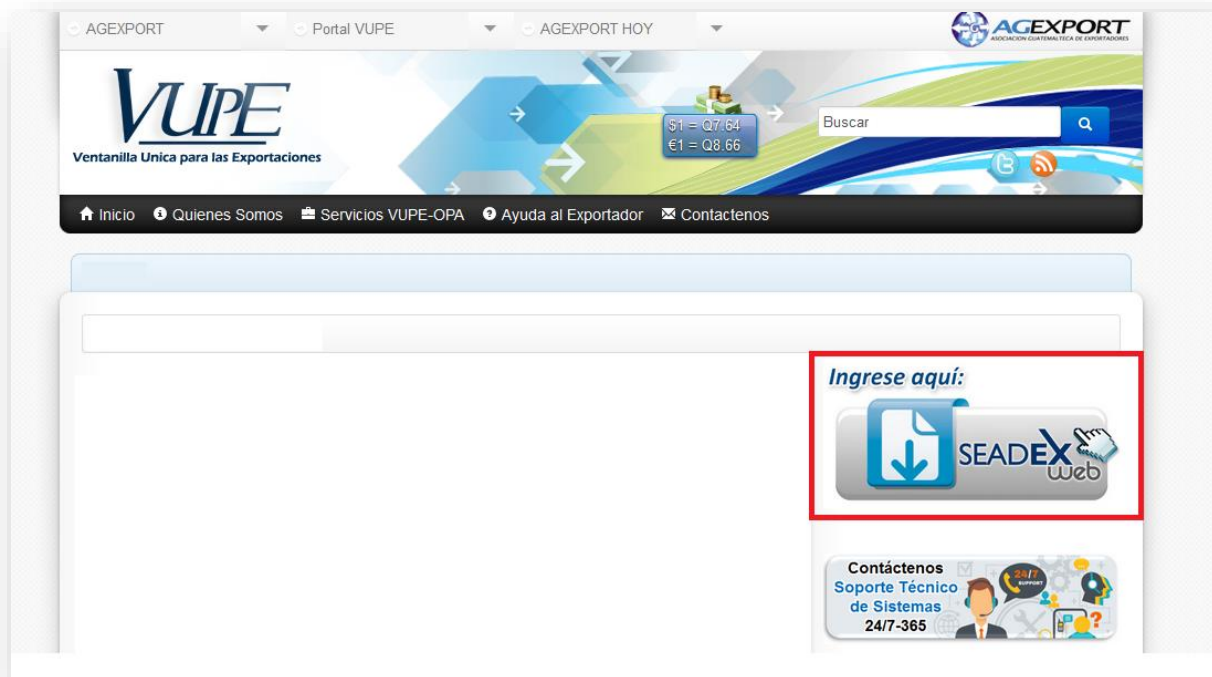 AGEXPORT Portal VUPE AGEXPORT HOY AGEXPORT
ASOCIACION GUATEMALTECA DE EXPORTADORES
VUPE
Ventanilla Unica para las Exportaciones
$1 = Q7.64
€1 = Q8.66
Buscar
Inicio Quienes Somos Servicios VUPE-OPA Ayuda al Exportador Contactenos
Ingrese aquí:
SEADEX
Web
Contáctenos
Soporte Técnico
de Sistemas
24/7-365
24/7
SUPPORT
?